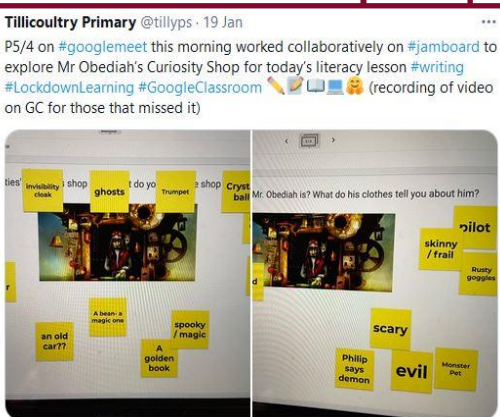 Tillicoultry Primary @tillyps · 19 Jan
P5/4 on #googlemeet this morning worked collaboratively on #jamboard to
explore Mr Obediah's Curiosity Shop for today's literacy lesson #writing
#LockdownLearning #GoogleClassroom ✏️📝📖💻🤗 (recording of video
on GC for those that missed it)
ties'
shop
t do yo
e shop
invisibility
cloak
ghosts
Trumpet
Cryst
ball
r
A bean- a
magic one
an old
car??
spooky
/ magic
A
golden
book
Mr. Obediah is? What do his clothes tell you about him?
d
pilot
skinny
/ frail
Rusty
goggles
scary
Philip
says
demon
evil
Monster
Pet